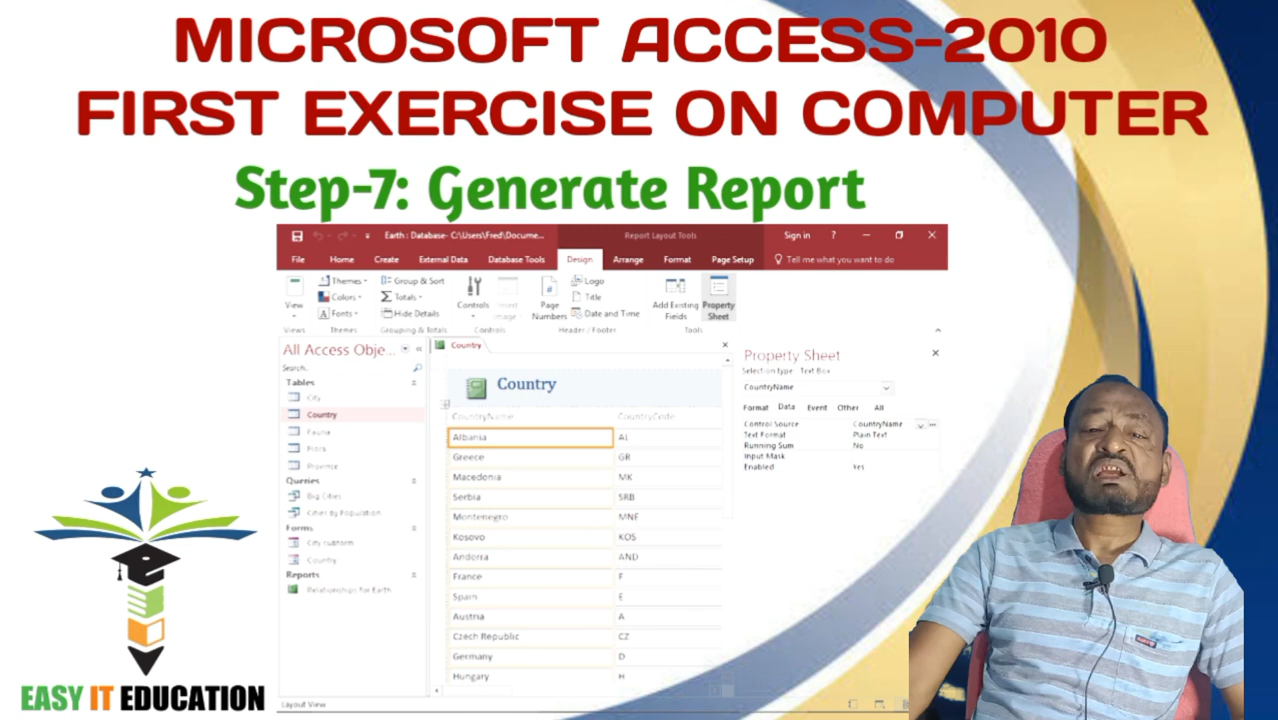 MICROSOFT ACCESS-2010
FIRST EXERCISE ON COMPUTER
Step-7: Generate Report
Earth : Database- C:\Users\Fred\Docume...
Report Layout Tools
Sign in
?
File Home Create External Data Database Tools Design Arrange Format Page Setup Tell me what you want to do
View
Themes
Colors
Fonts
Group & Sort
Totals
Hide Details
Controls
Insert Image
Page Numbers
Logo
Title
Date and Time
Add Existing Fields
Property Sheet
Views Themes Grouping & Totals Controls Header / Footer Tools
All Access Obje...
Search..
Tables
City
Country
Fauna
Flora
Province
Queries
Big Cities
Cities by Population
Forms
City subform
Country
Reports
Relationships for Earth
Country
Country
CountryName CountryCode
Albania AL
Greece GR
Macedonia MK
Serbia SRB
Montenegro MNE
Kosovo KOS
Andorra AND
France F
Spain E
Austria A
Czech Republic CZ
Germany D
Hungary H
Property Sheet
Selection type: Text Box
CountryName
Format Data Event Other All
Control Source CountryName
Text Format Plain Text
Running Sum No
Input Mask
Enabled Yes
Layout View
EASY IT EDUCATION